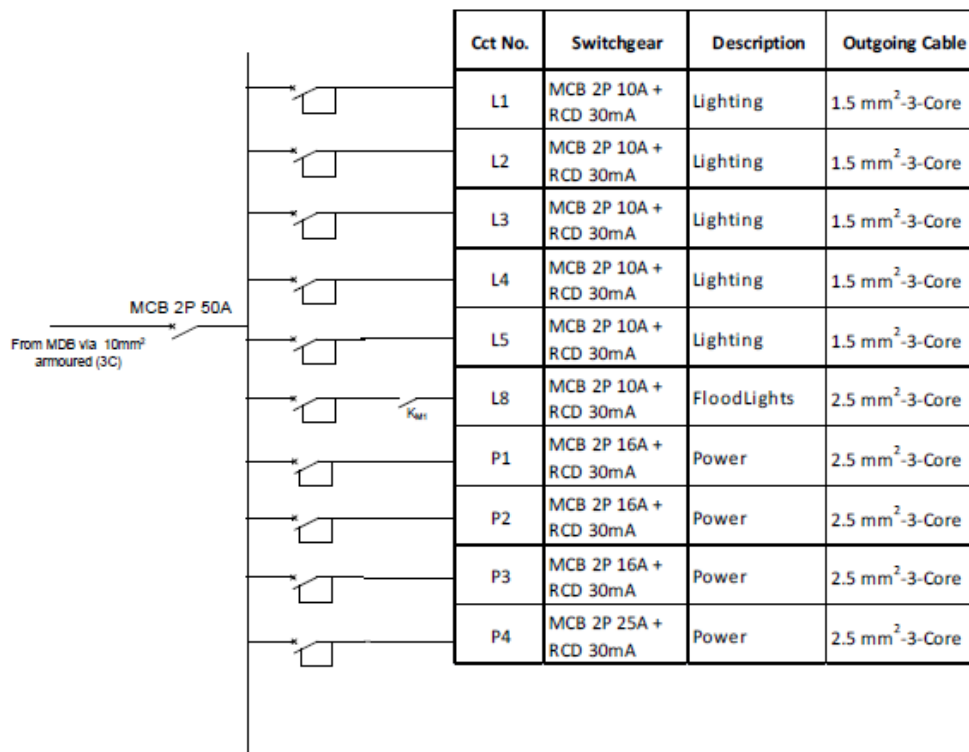 Cct No. Switchgear Description Outgoing Cable
L1 MCB 2P 10A + RCD 30mA Lighting 1.5 mm²-3-Core
L2 MCB 2P 10A + RCD 30mA Lighting 1.5 mm²-3-Core
L3 MCB 2P 10A + RCD 30mA Lighting 1.5 mm²-3-Core
L4 MCB 2P 10A + RCD 30mA Lighting 1.5 mm²-3-Core
MCB 2P 50A
From MDB via 10mm²
armoured (3C)
L5 MCB 2P 10A + RCD 30mA Lighting 1.5 mm²-3-Core
KM1
L8 MCB 2P 10A + RCD 30mA FloodLights 2.5 mm²-3-Core
P1 MCB 2P 16A + RCD 30mA Power 2.5 mm²-3-Core
P2 MCB 2P 16A + RCD 30mA Power 2.5 mm²-3-Core
P3 MCB 2P 16A + RCD 30mA Power 2.5 mm²-3-Core
P4 MCB 2P 25A + RCD 30mA Power 2.5 mm²-3-Core